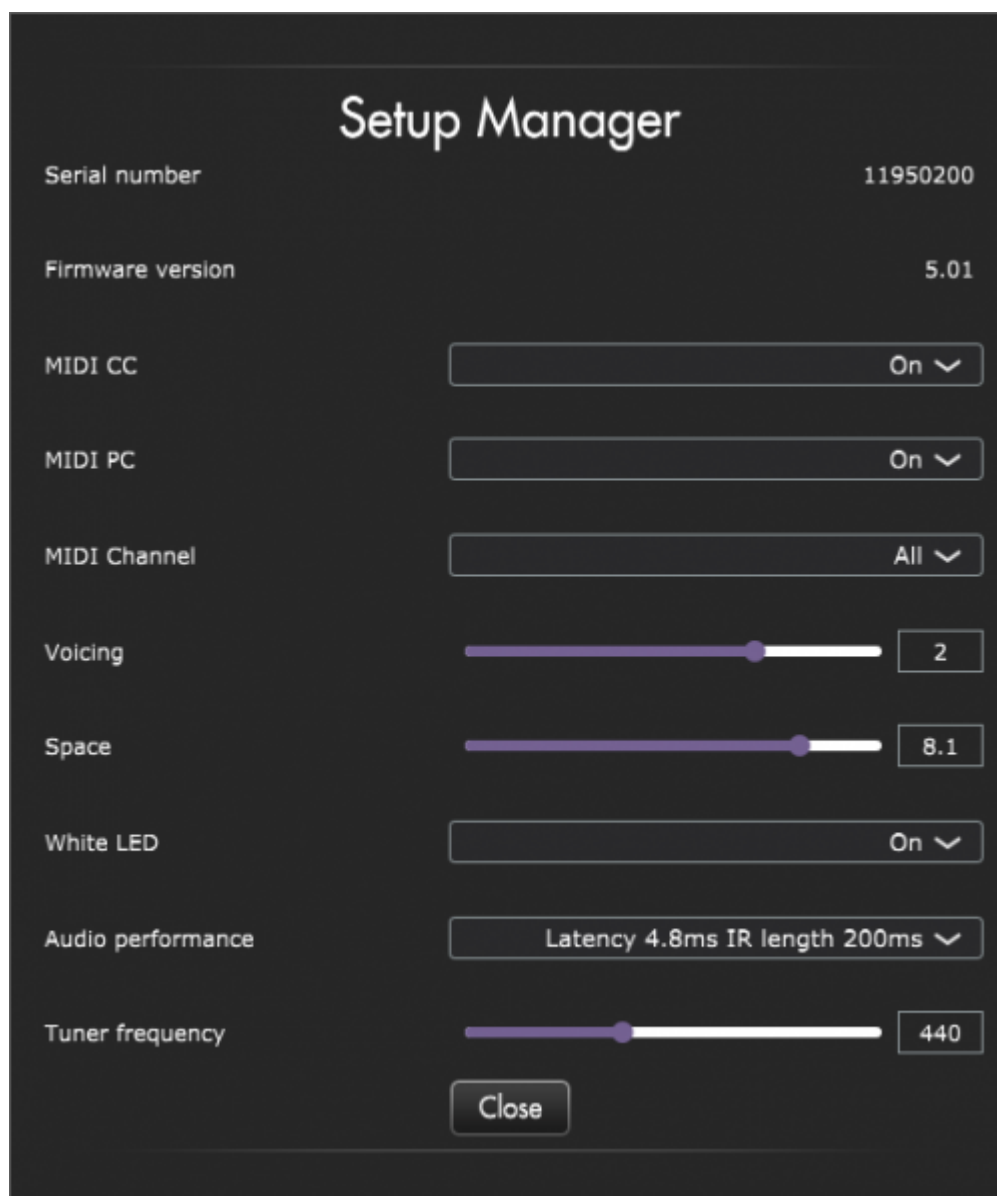 Setup Manager
Serial number 11950200
Firmware version 5.01
MIDI CC On
MIDI PC On
MIDI Channel All
Voicing 2
Space 8.1
White LED On
Audio performance Latency 4.8ms IR length 200ms
Tuner frequency 440
Close